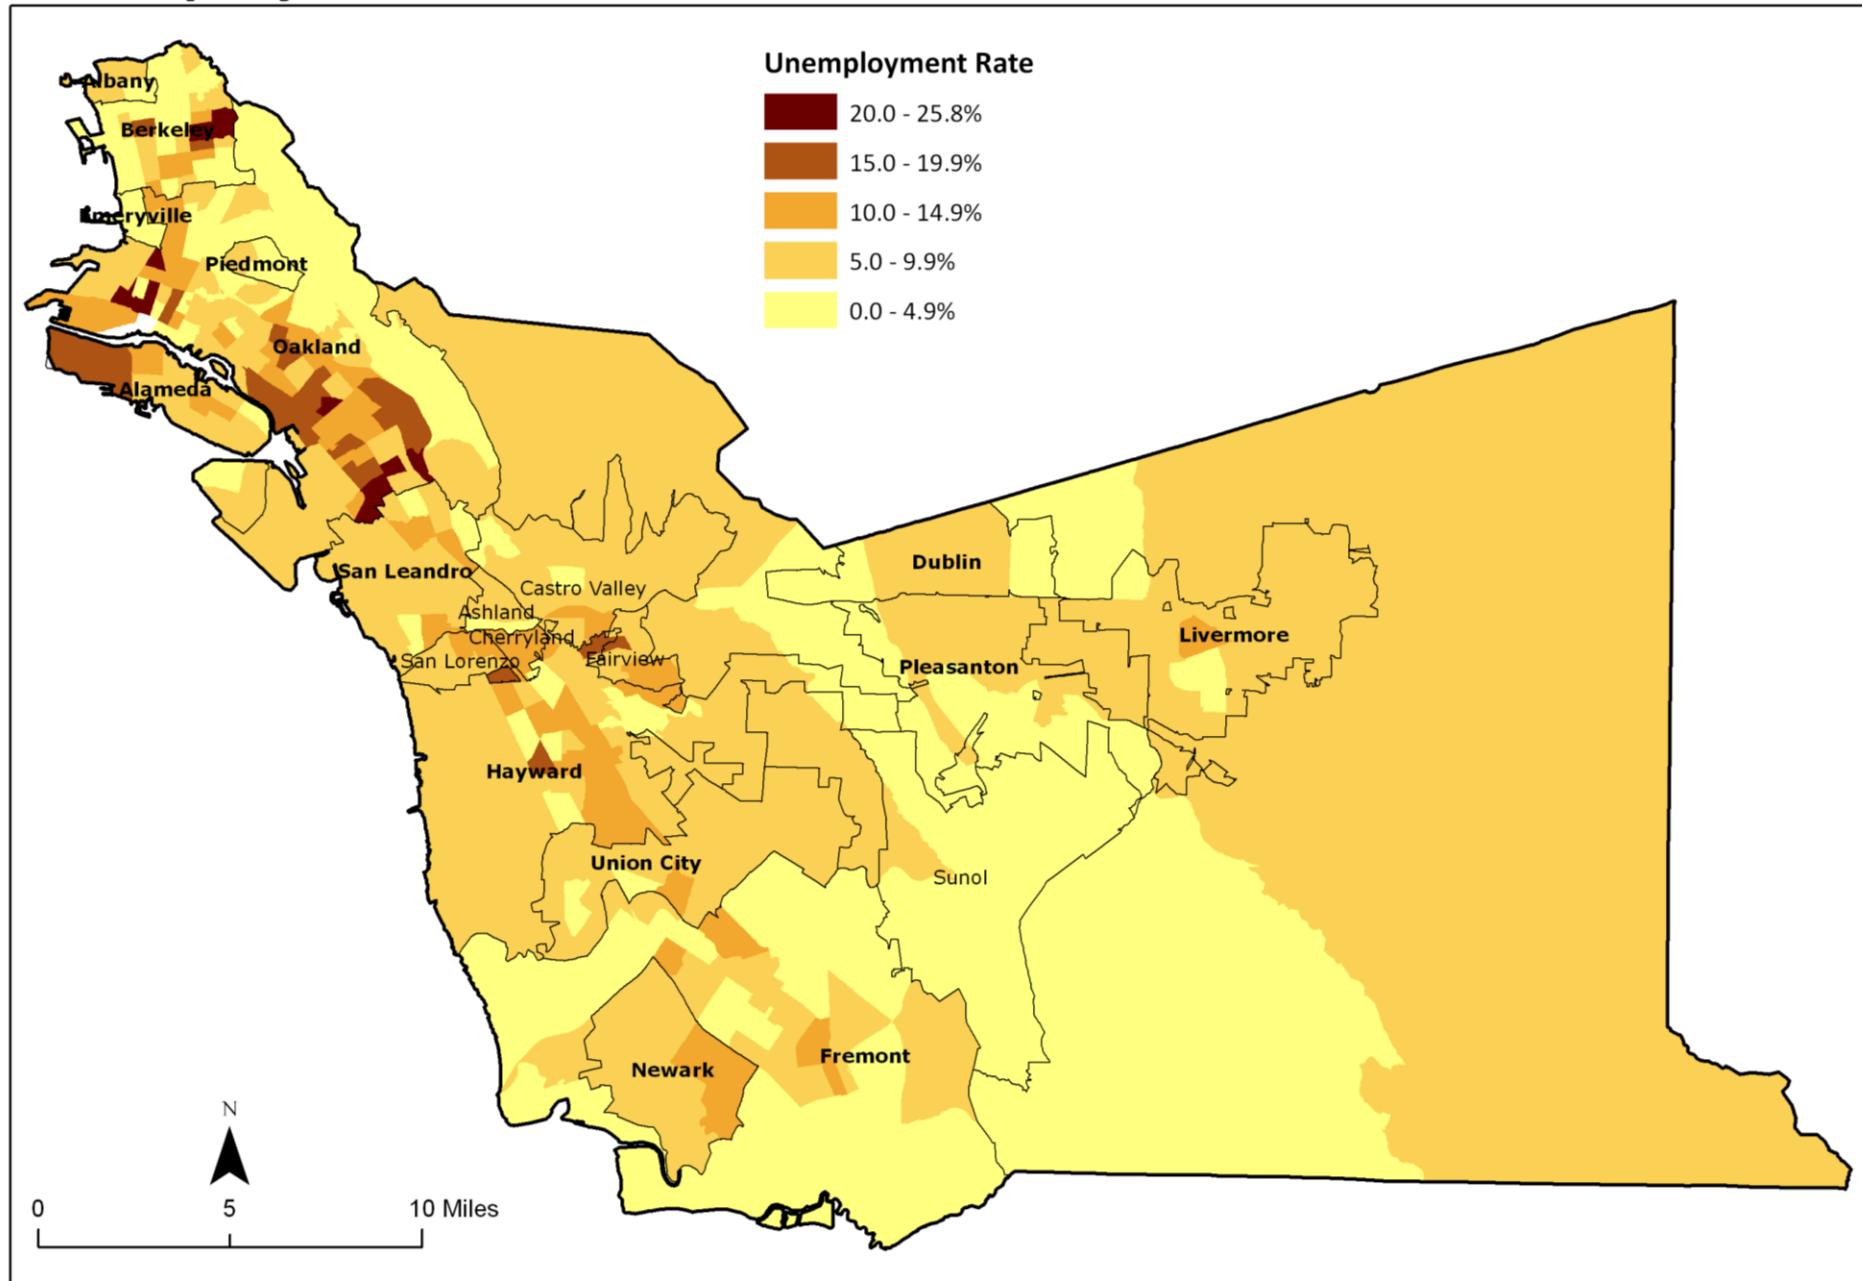 Unemployment Rate
20.0 - 25.8%
15.0 - 19.9%
10.0 - 14.9%
5.0 - 9.9%
0.0 - 4.9%
Albany
Berkeley
Emeryville
Piedmont
Oakland
Alameda
San Leandro
Castro Valley
Ashland
Cherryland
San Lorenzo
Fairview
Dublin
Livermore
Pleasanton
Hayward
Union City
Sunol
Fremont
Newark
N
0 5 10 Miles